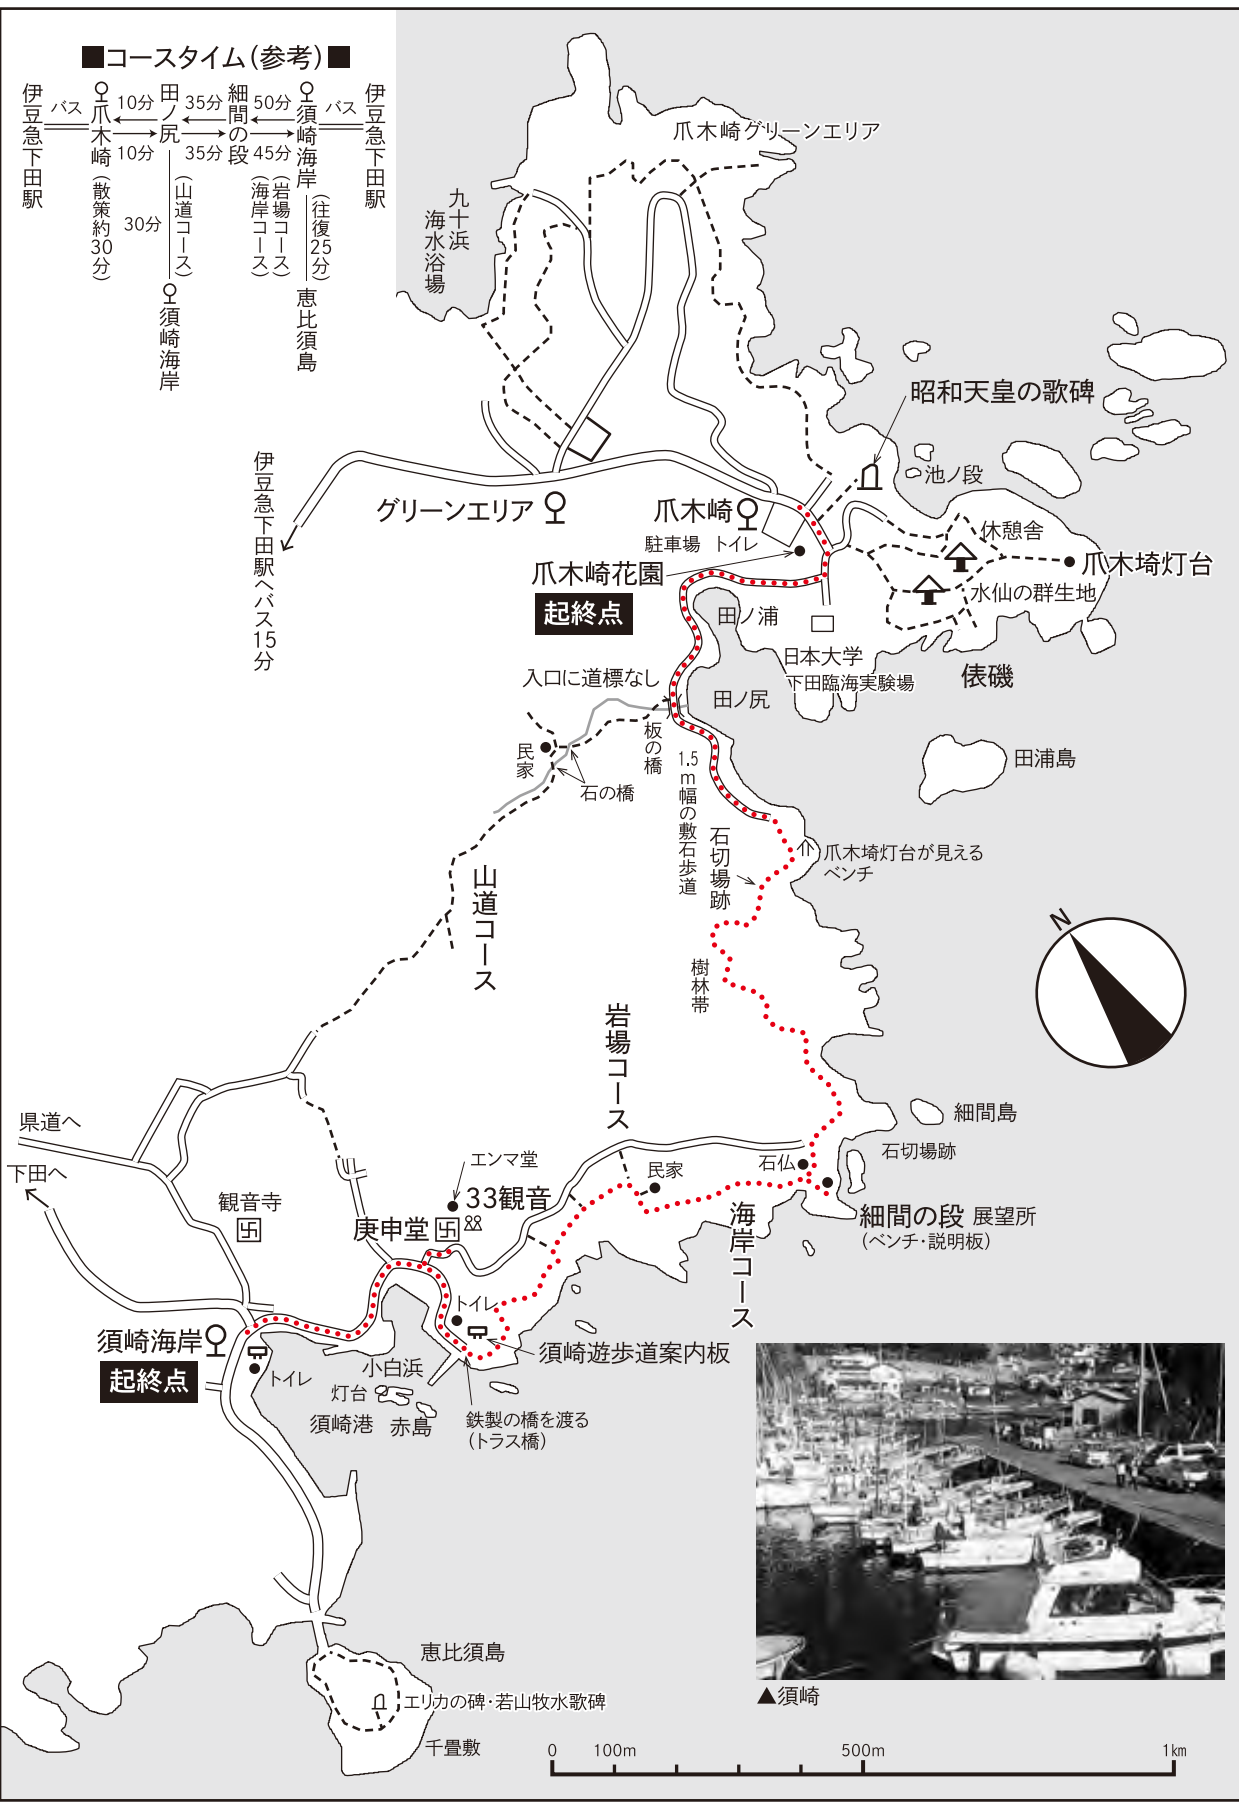 ■コースタイム(参考)■
伊豆急下田駅
バス
爪木崎(散策約30分)
10分
10分
田ノ尻
35分
35分
細間の段
50分
45分
須崎海岸
バス
伊豆急下田駅
30分
(山道コース)
須崎海岸
(海岸コース)
(岩場コース)
(往復25分)
恵比須島
爪木崎グリーンエリア
九十浜
海水浴場
昭和天皇の歌碑
池ノ段
伊豆急下田駅へバス15分
グリーンエリア
爪木崎
駐車場
トイレ
休憩舎
爪木埼灯台
爪木崎花園
起終点
水仙の群生地
田ノ浦
日本大学
下田臨海実験場
俵磯
入口に道標なし
田ノ尻
板の橋
民家
石の橋
1.5m幅の敷石歩道
田浦島
石切場跡
爪木埼灯台が見える
ベンチ
山道コース
樹林帯
N
岩場コース
細間島
県道へ
石切場跡
下田へ
エンマ堂
民家
石仏
観音寺
33観音
庚申堂
海岸コース
細間の段 展望所
(ベンチ・説明板)
トイレ
須崎海岸
起終点
須崎遊歩道案内板
小白浜
トイレ
灯台
須崎港
赤島
鉄製の橋を渡る
(トラス橋)
恵比須島
エリカの碑・若山牧水歌碑
千畳敷
▲須崎
0 100m 500m 1km